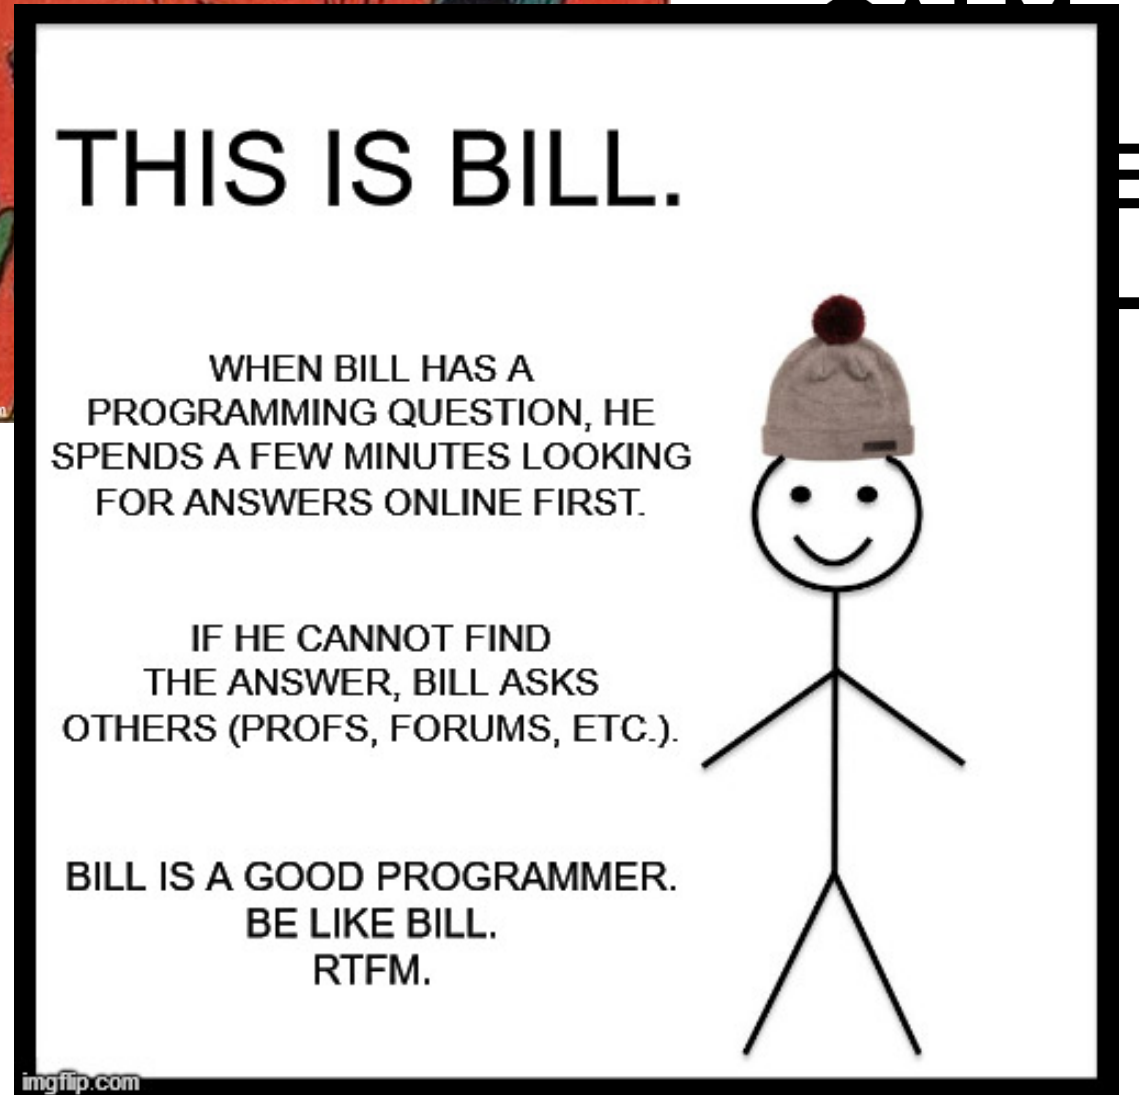 THIS IS BILL.
WHEN BILL HAS A
PROGRAMMING QUESTION, HE
SPENDS A FEW MINUTES LOOKING
FOR ANSWERS ONLINE FIRST.
IF HE CANNOT FIND
THE ANSWER, BILL ASKS
OTHERS (PROFS, FORUMS, ETC.).
BILL IS A GOOD PROGRAMMER.
BE LIKE BILL.
RTFM.
imgflip.com